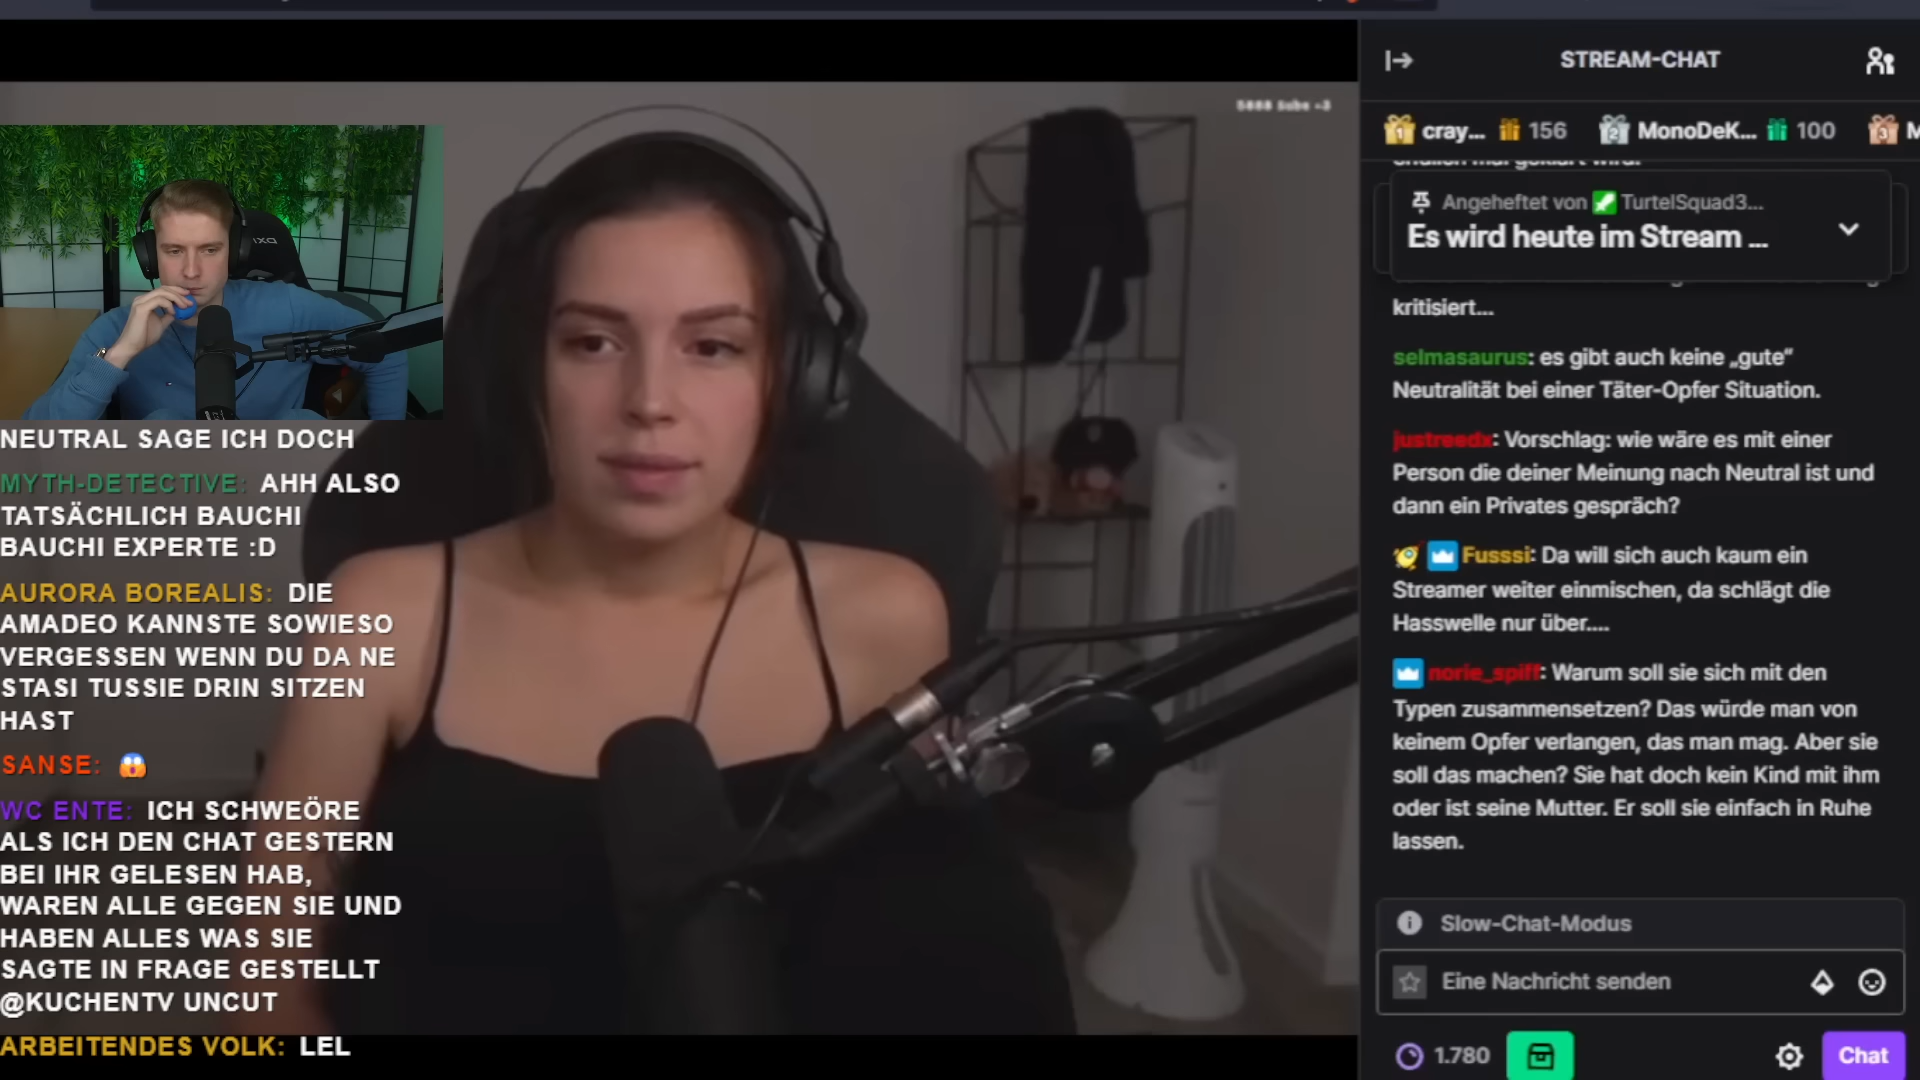 5888 Subs
NEUTRAL SAGE ICH DOCH
MYTH-DETECTIVE: AHH ALSO
TATSÄCHLICH BAUCHI
BAUCHI EXPERTE :D
AURORA BOREALIS: DIE
AMADEO KANNSTE SOWIESO
VERGESSEN WENN DU DA NE
STASI TUSSIE DRIN SITZEN
HAST
SANSE: 😱
WC ENTE: ICH SCHWEÖRE
ALS ICH DEN CHAT GESTERN
BEI IHR GELESEN HAB,
WAREN ALLE GEGEN SIE UND
HABEN ALLES WAS SIE
SAGTE IN FRAGE GESTELLT
@KUCHENTV UNCUT
ARBEITENDES VOLK: LEL
STREAM-CHAT
1 cray... 156 2 MonoDeK... 100 3 M
Angeheftet von TurtelSquad3...
Es wird heute im Stream ...
kritisiert...
selmasaurus: es gibt auch keine „gute“
Neutralität bei einer Täter-Opfer Situation.
justreedx: Vorschlag: wie wäre es mit einer
Person die deiner Meinung nach Neutral ist und
dann ein Privates gespräch?
Fusssi: Da will sich auch kaum ein
Streamer weiter einmischen, da schlägt die
Hasswelle nur über....
norie_spiff: Warum soll sie sich mit den
Typen zusammensetzen? Das würde man von
keinem Opfer verlangen, das man mag. Aber sie
soll das machen? Sie hat doch kein Kind mit ihm
oder ist seine Mutter. Er soll sie einfach in Ruhe
lassen.
Slow-Chat-Modus
Eine Nachricht senden
1.780
Chat